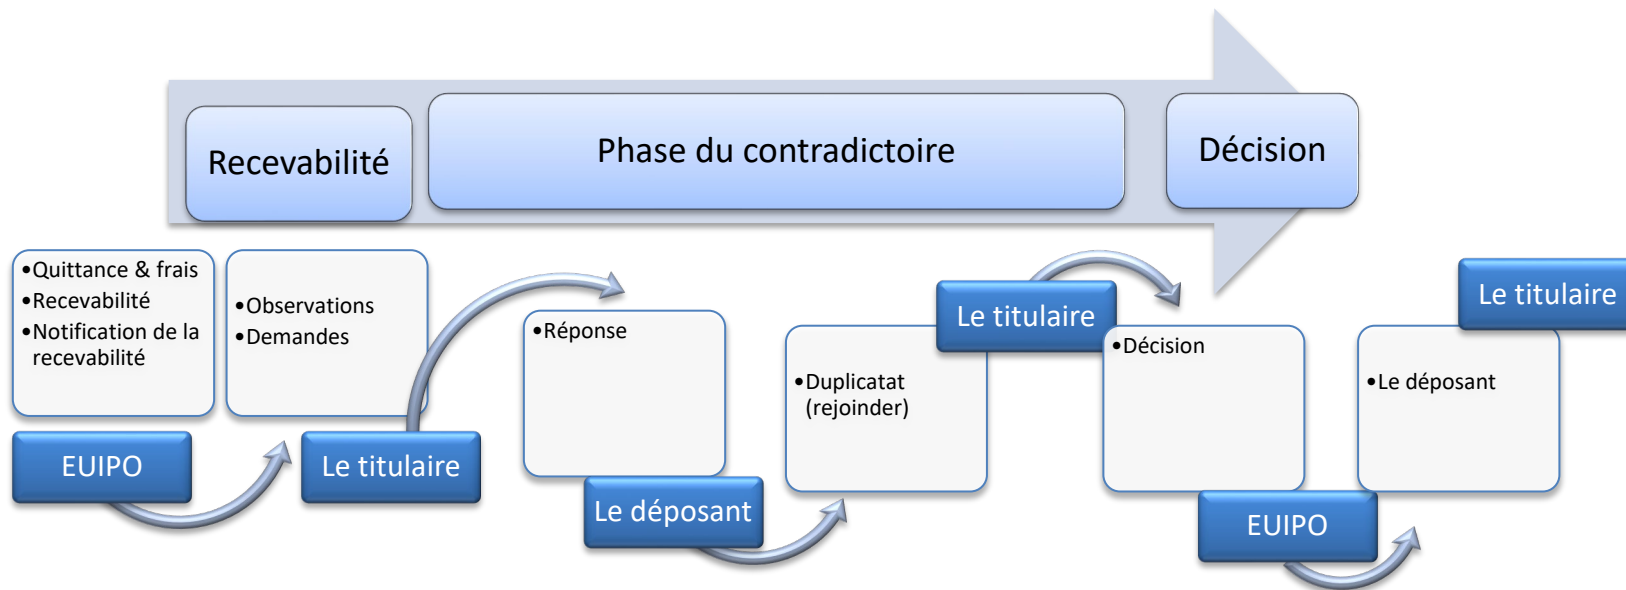 Recevabilité
Phase du contradictoire
Décision
•Quittance & frais
•Recevabilité
•Notification de la
recevabilité
EUIPO
•Observations
•Demandes
Le titulaire
•Réponse
Le déposant
•Duplicatat
(rejoinder)
Le titulaire
•Décision
EUIPO
•Le déposant
Le titulaire